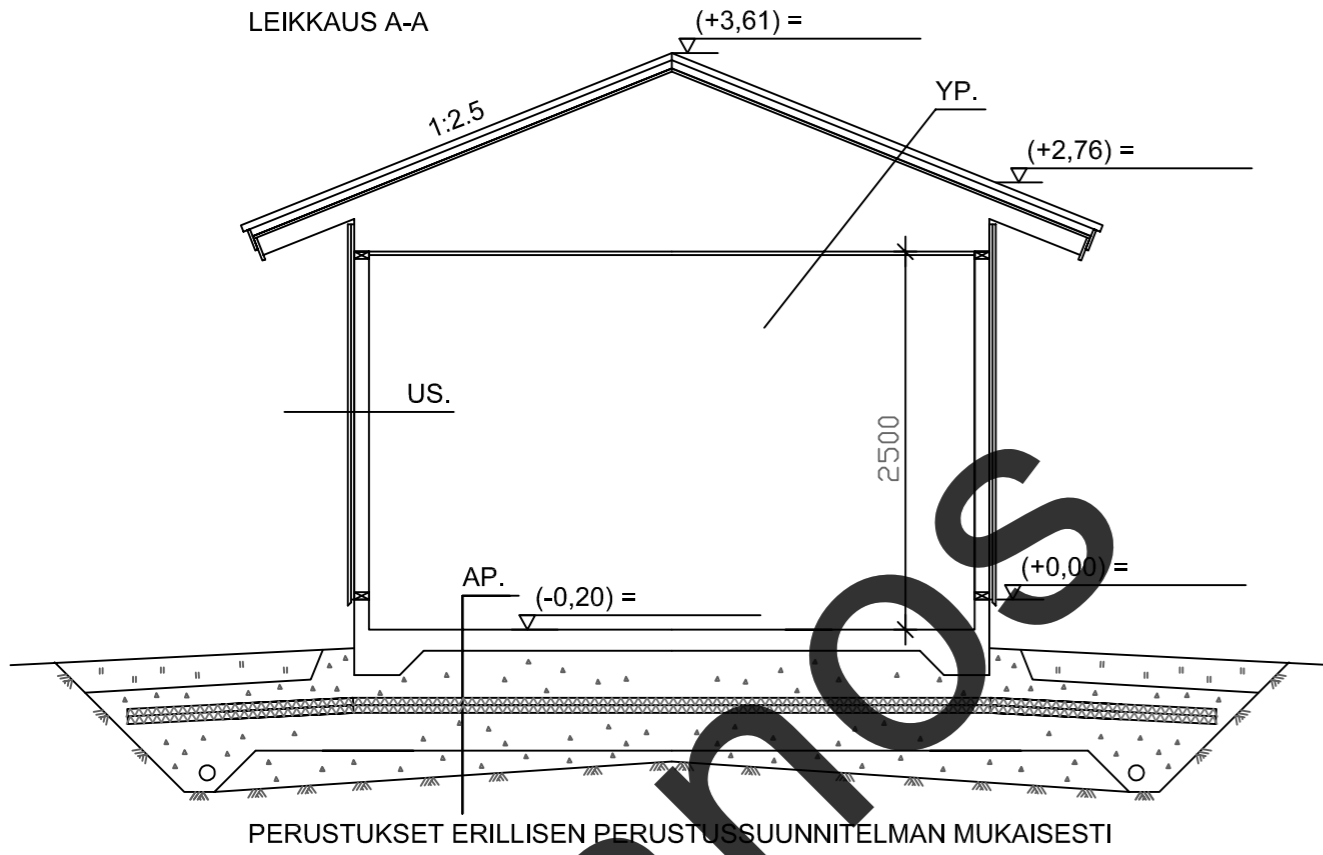 LEIKKAUS A-A
(+3,61) =
1:2.5
YP.
(+2,76) =
US.
2500
AP.
(-0,20) =
(+0,00) =
PERUSTUKSET ERILLISEN PERUSTUSSUUNNITELMAN MUKAISESTI
nos